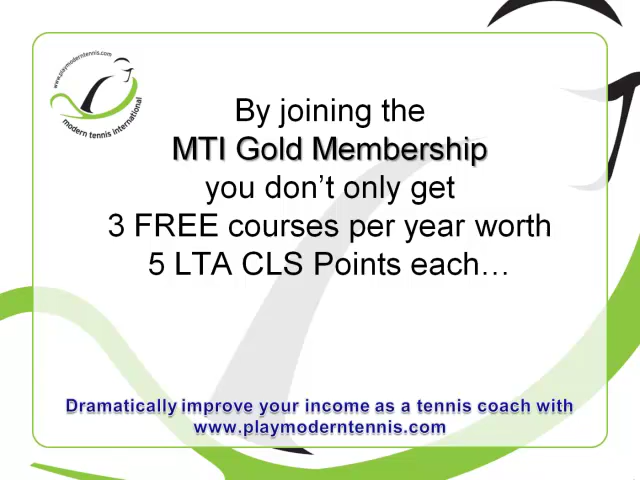 www.playmoderntennis.com
modern tennis international
By joining the
MTI Gold Membership
you don’t only get
3 FREE courses per year worth
5 LTA CLS Points each…
Dramatically improve your income as a tennis coach with
www.playmoderntennis.com